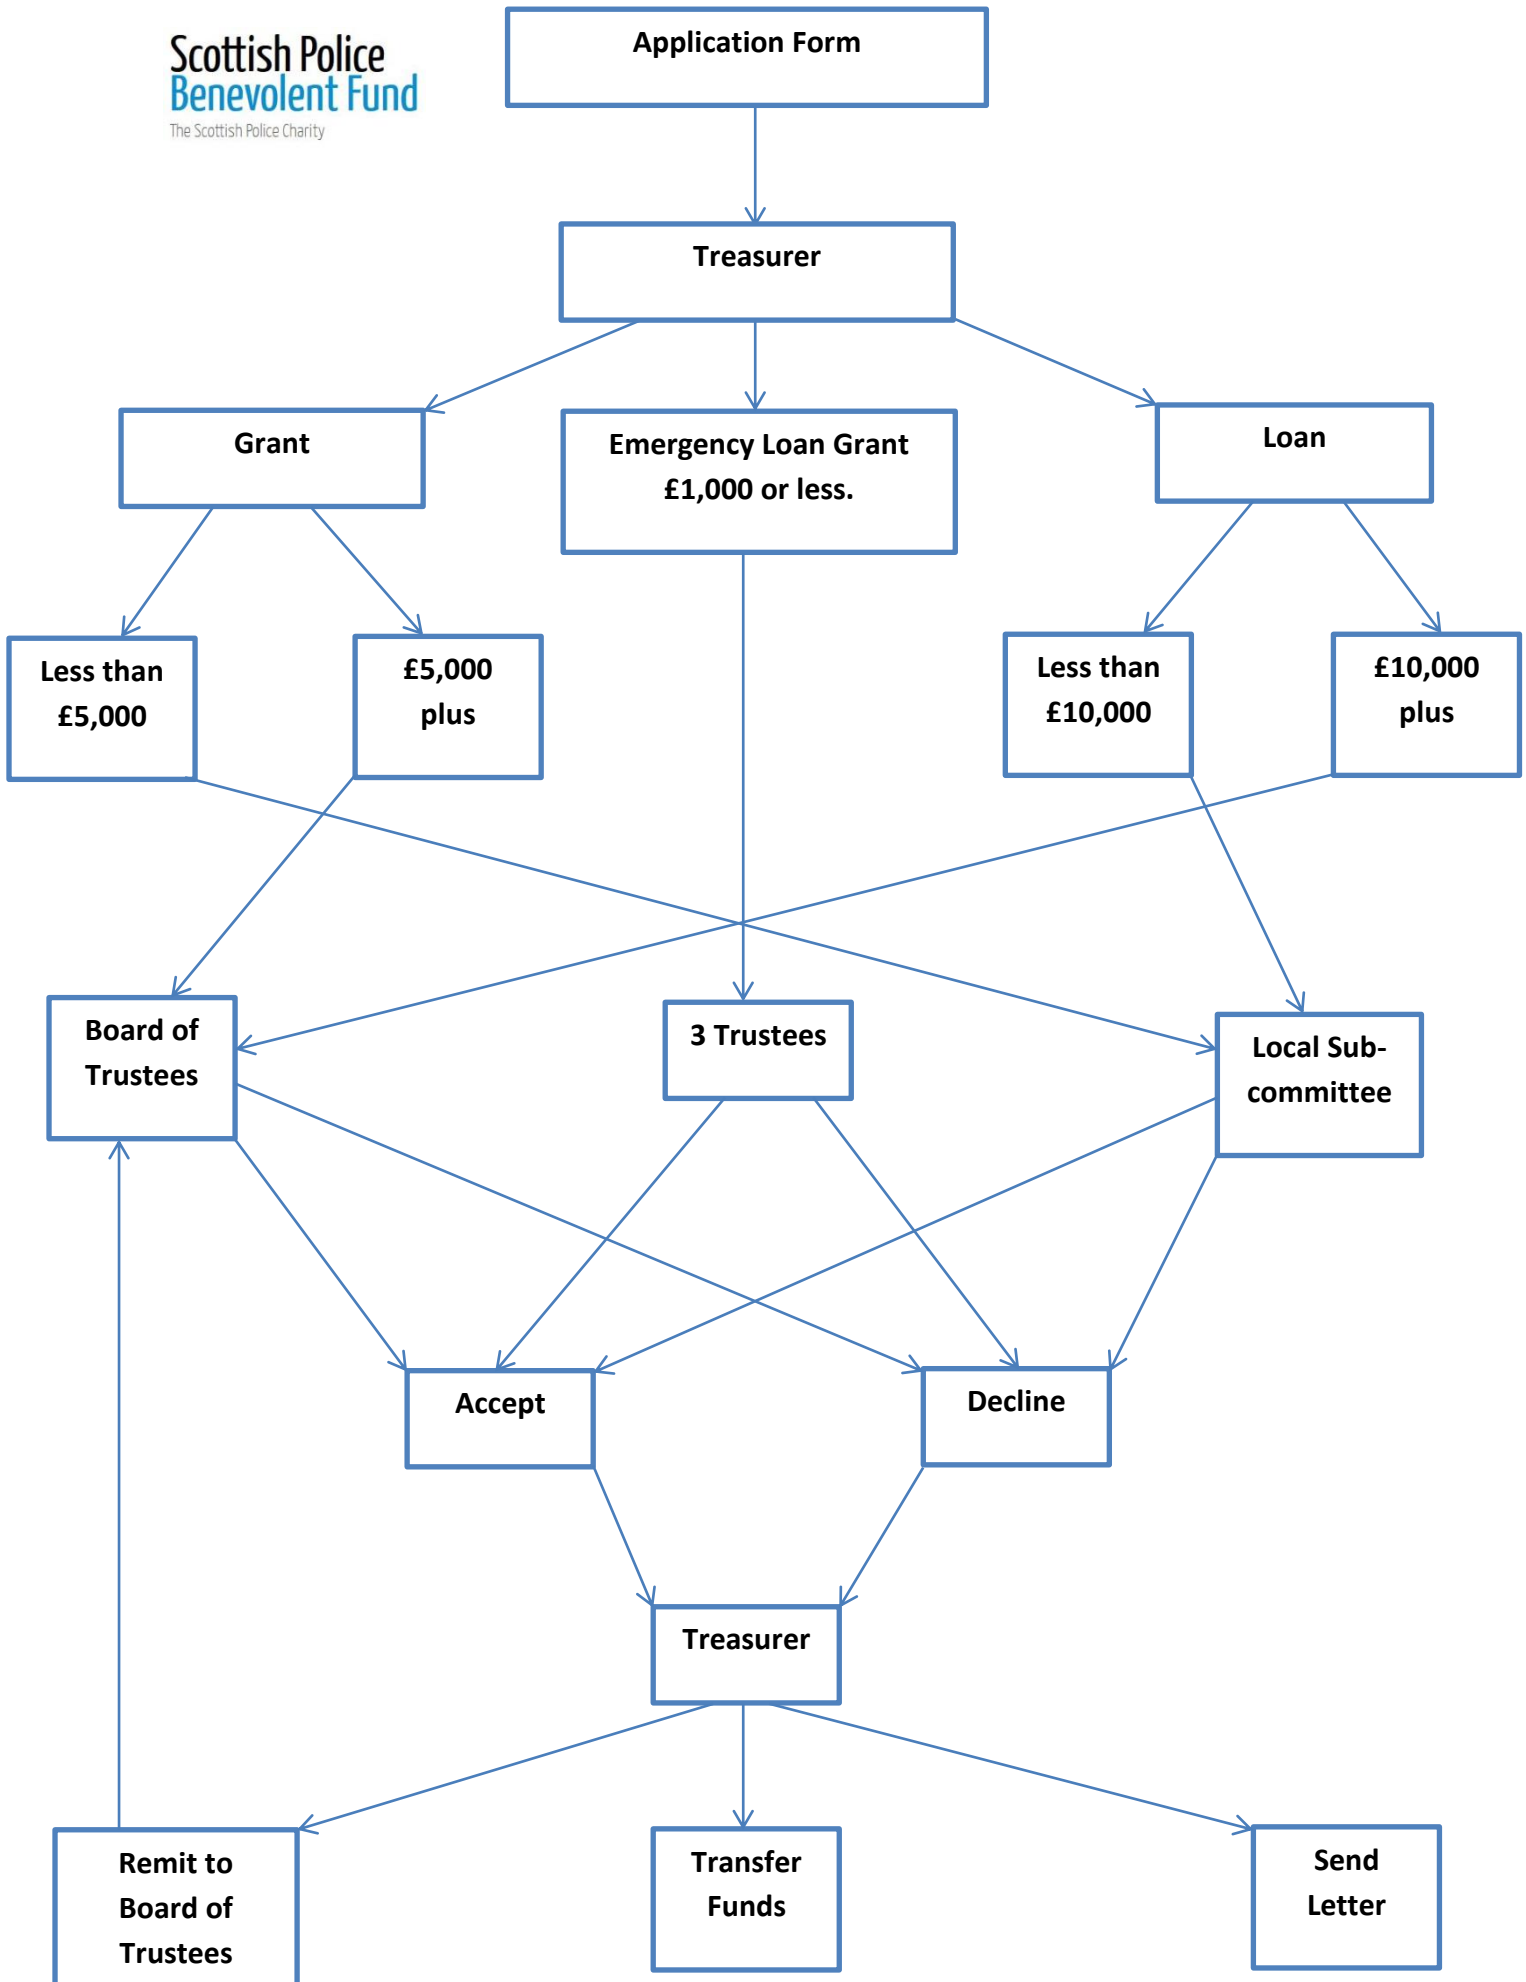 Scottish Police
Benevolent Fund
The Scottish Police Charity
Application Form
Treasurer
Grant
Emergency Loan Grant
£1,000 or less.
Loan
Less than
£5,000
£5,000
plus
Less than
£10,000
£10,000
plus
Board of
Trustees
3 Trustees
Local Sub-
committee
Accept
Decline
Treasurer
Remit to
Board of
Trustees
Transfer
Funds
Send
Letter